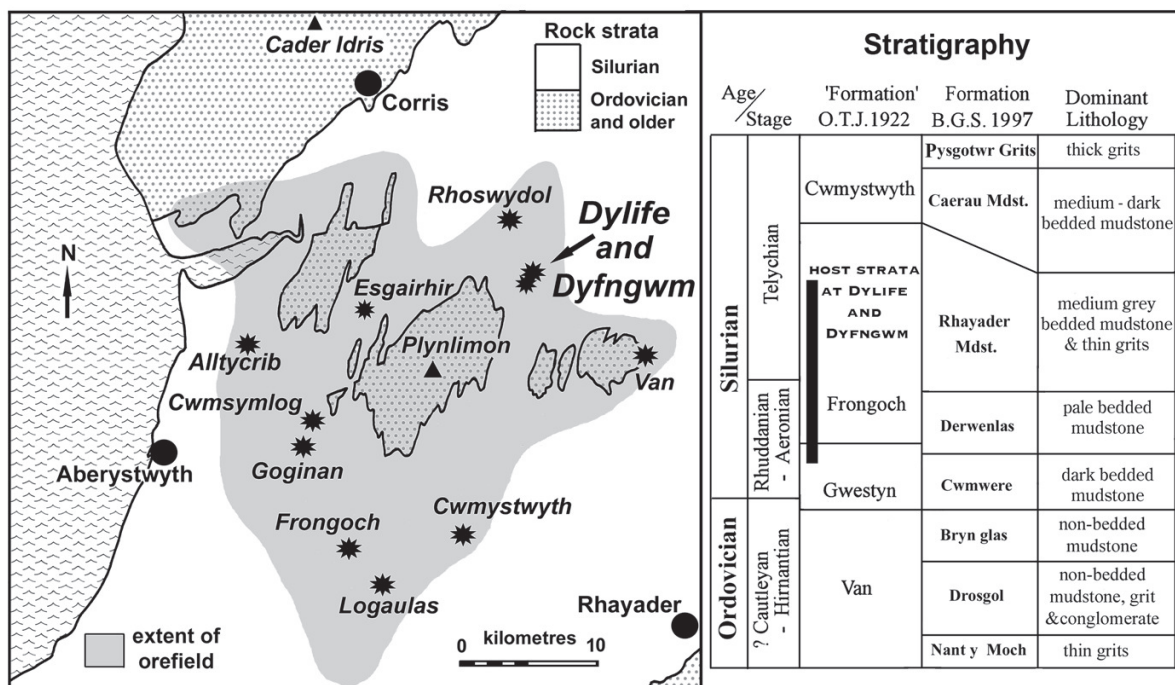 Cader Idris
Corris
Rock strata
Silurian
Ordovician
and older
N
Rhoswydol
Dylife
and
Dyfngwm
Esgairhir
Alltycrib
Plynlimon
Van
Cwmsymlog
Aberystwyth
Goginan
Frongoch
Cwmystwyth
Logaulas
Rhayader
extent of
orefield
kilometres
0 10
Stratigraphy
Age/
Stage
'Formation'
O.T.J.1922
Formation
B.G.S. 1997
Dominant
Lithology
Silurian
Ordovician
Telychian
Rhuddanian
- Aeronian
? Cautleyan
- Hirnantian
Cwmystwyth
HOST STRATA
AT DYLIFE
AND
DYFNGWM
Frongoch
Gwestyn
Van
Pysgotwr Grits
thick grits
Caerau Mdst.
medium - dark
bedded mudstone
Rhayader
Mdst.
medium grey
bedded mudstone
& thin grits
Derwenlas
pale bedded
mudstone
Cwmwere
dark bedded
mudstone
Bryn glas
non-bedded
mudstone
Drosgol
non-bedded
mudstone, grit
&conglomerate
Nant y Moch
thin grits